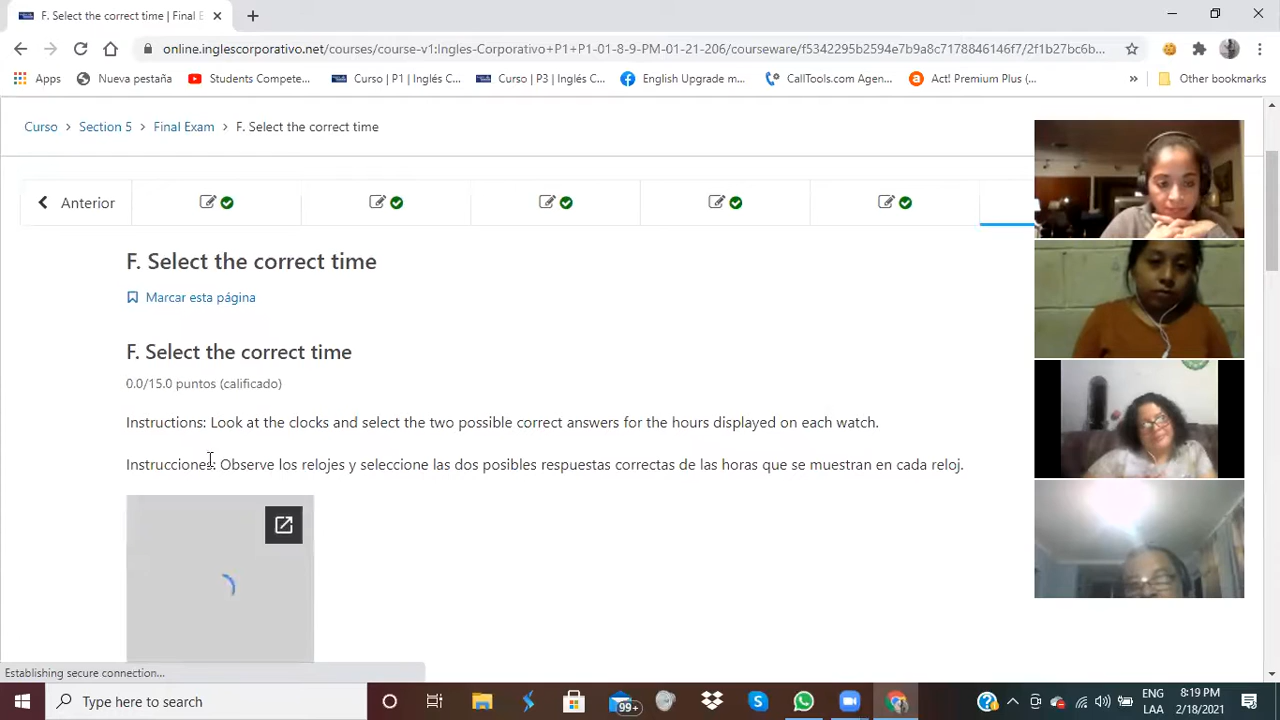 F. Select the correct time | Final E
online.inglescorporativo.net/courses/course-v1:Ingles-Corporativo+P1+P1-01-8-9-PM-01-21-206/courseware/f5342295b2594e7b9a8c7178846146f7/2f1b27bc6b...
Apps Nueva pestaña Students Compete... Curso | P1 | Inglés C... Curso | P3 | Inglés C... English Upgrade m... CallTools.com Agen... Act! Premium Plus (... » Other bookmarks
Curso > Section 5 > Final Exam > F. Select the correct time
Anterior
F. Select the correct time
Marcar esta página
F. Select the correct time
0.0/15.0 puntos (calificado)
Instructions: Look at the clocks and select the two possible correct answers for the hours displayed on each watch.
Instrucciones: Observe los relojes y seleccione las dos posibles respuestas correctas de las horas que se muestran en cada reloj.
Establishing secure connection...
Type here to search
99+
ENG 8:19 PM
LAA 2/18/2021